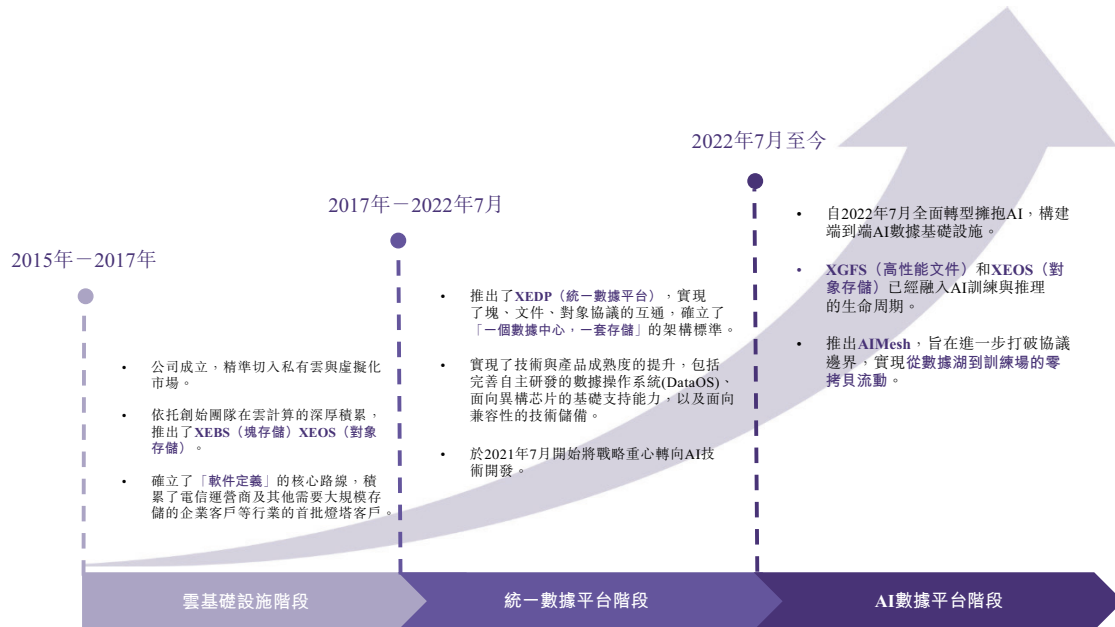 2015年－2017年
• 公司成立，精準切入私有雲與虛擬化
市場。
• 依托創始團隊在雲計算的深厚積累，
推出了XEBS（塊存儲）XEOS（對象
存儲）。
• 確立了「軟件定義」的核心路線，積
累了電信運營商及其他需要大規模存
儲的企業客戶等行業的首批燈塔客戶。
2017年－2022年7月
• 推出了XEDP（統一數據平台），實現
了塊、文件、對象協議的互通，確立了
「一個數據中心，一套存儲」的架構標準。
• 實現了技術與產品成熟度的提升，包括
完善自主研發的數據操作系統(DataOS)、
面向異構芯片的基礎支持能力，以及面向
兼容性的技術儲備。
• 於2021年7月開始將戰略重心轉向AI技
術開發。
2022年7月至今
• 自2022年7月全面轉型擁抱AI，構建
端到端AI數據基礎設施。
• XGFS（高性能文件）和XEOS（對
象存儲）已經融入AI訓練與推理
的生命周期。
• 推出AIMesh，旨在進一步打破協議
邊界，實現從數據湖到訓練場的零
拷貝流動。
雲基礎設施階段
統一數據平台階段
AI數據平台階段